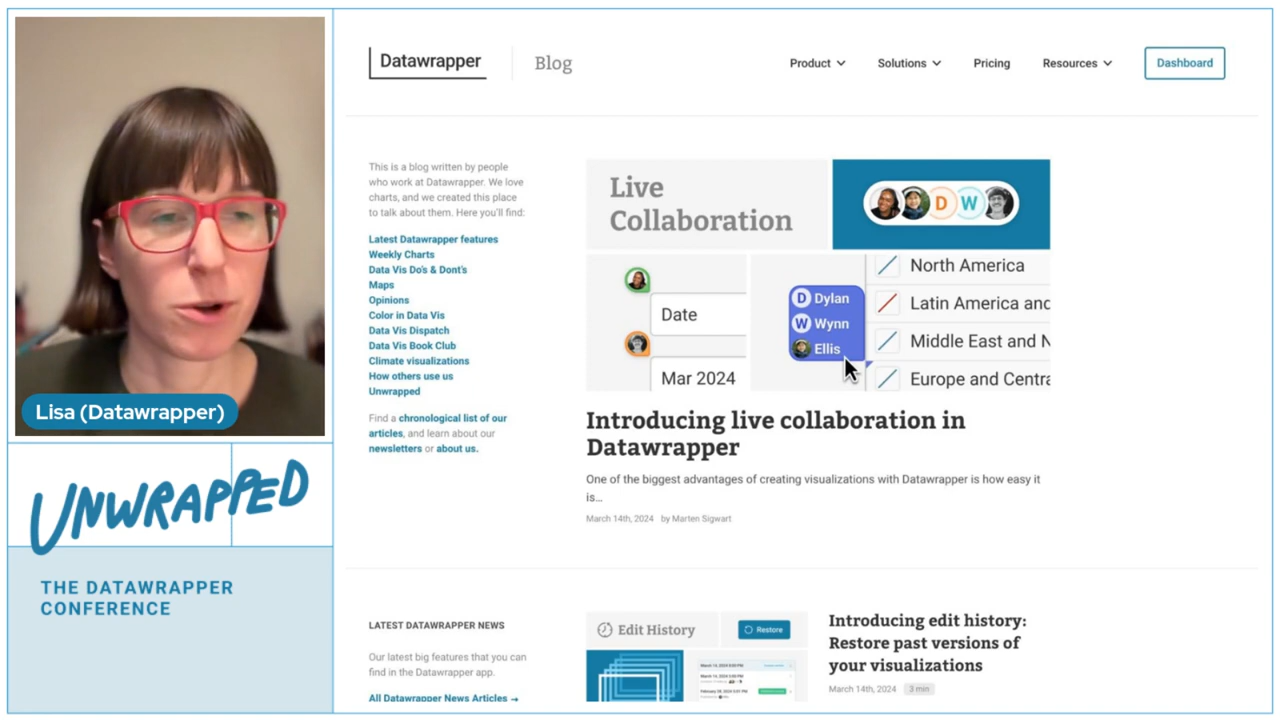 Lisa (Datawrapper)
UNWRAPPED
THE DATAWRAPPER
CONFERENCE
Datawrapper
Blog
Product
Solutions
Pricing
Resources
Dashboard
This is a blog written by people
who work at Datawrapper. We love
charts, and we created this place
to talk about them. Here you'll find:
Latest Datawrapper features
Weekly Charts
Data Vis Do's & Dont's
Maps
Opinions
Color in Data Vis
Data Vis Dispatch
Data Vis Book Club
Climate visualizations
How others use us
Unwrapped
Find a chronological list of our
articles, and learn about our
newsletters or about us.
Live
Collaboration
D W
Date
Mar 2024
D Dylan
W Wynn
Ellis
North America
Latin America and
Middle East and N
Europe and Centra
Introducing live collaboration in
Datawrapper
One of the biggest advantages of creating visualizations with Datawrapper is how easy it
is...
March 14th, 2024 by Marten Sigwart
LATEST DATAWRAPPER NEWS
Our latest big features that you can
find in the Datawrapper app.
All Datawrapper News Articles →
Edit History
Restore
Introducing edit history:
Restore past versions of
your visualizations
March 14th, 2024 3 min